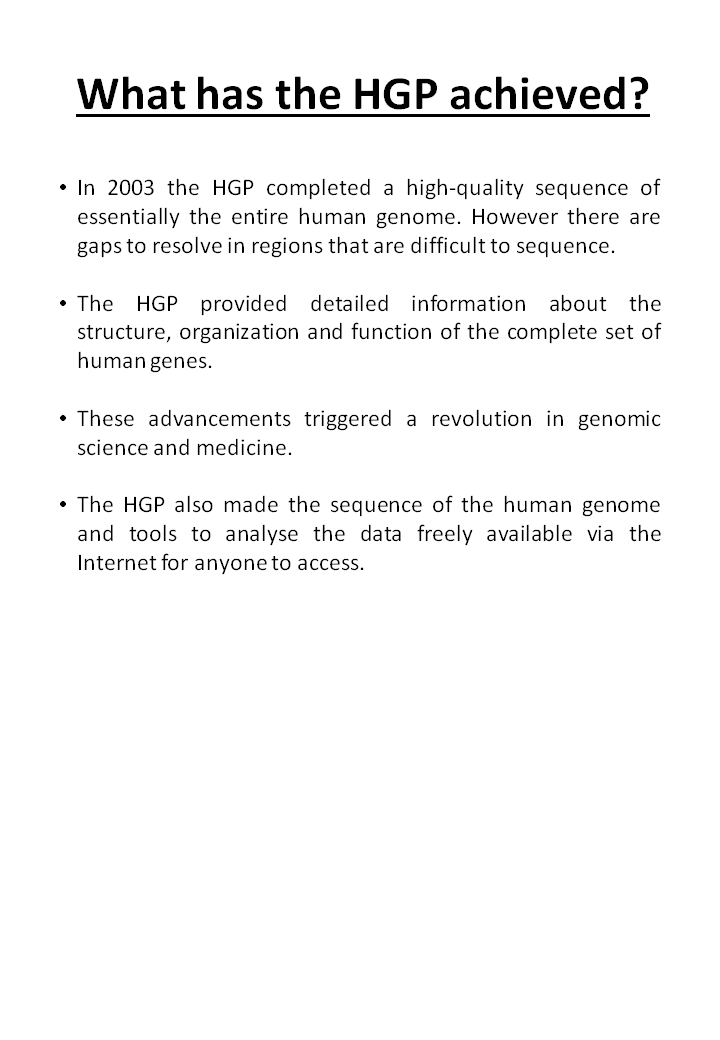 What has the HGP achieved?
• In 2003 the HGP completed a high-quality sequence of
essentially the entire human genome. However there are
gaps to resolve in regions that are difficult to sequence.
• The HGP provided detailed information about the
structure, organization and function of the complete set of
human genes.
• These advancements triggered a revolution in genomic
science and medicine.
• The HGP also made the sequence of the human genome
and tools to analyse the data freely available via the
Internet for anyone to access.